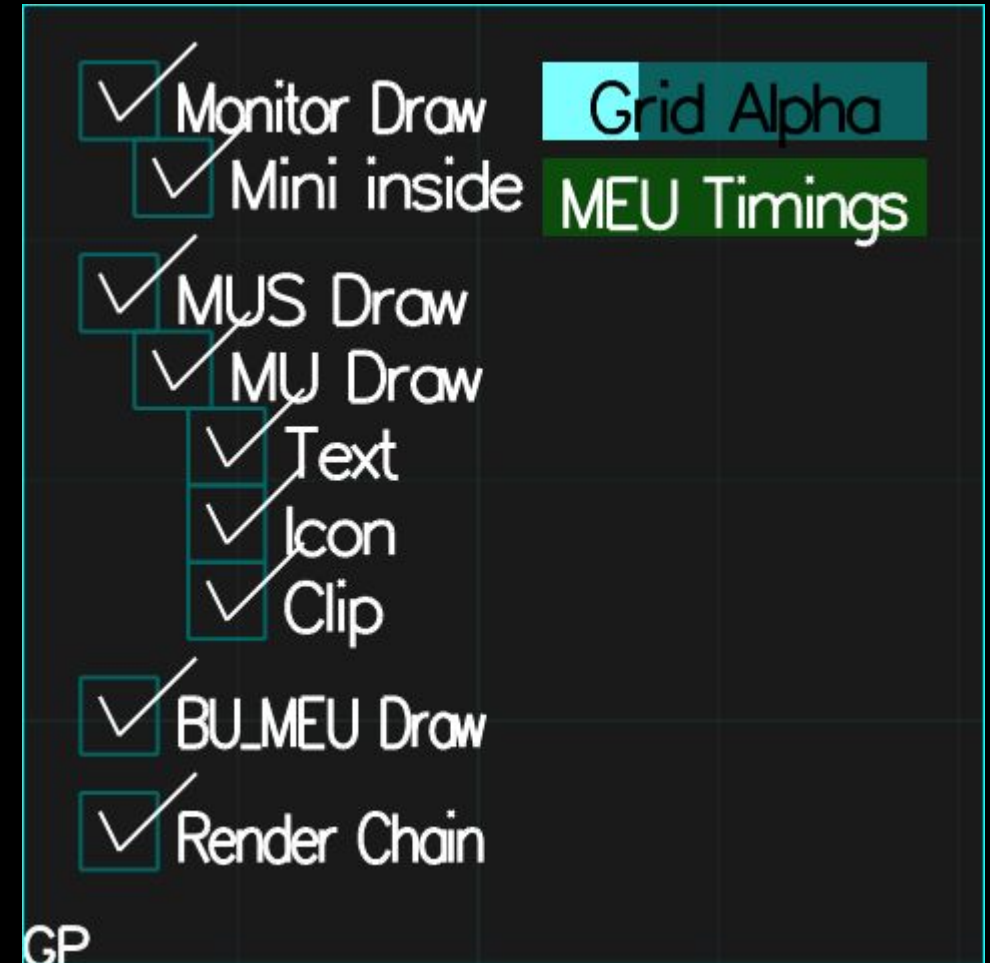 Monitor Draw
Grid Alpha
Mini inside
MEU Timings
MUS Draw
MU Draw
Text
Icon
Clip
BU_MEU Draw
Render Chain
GP